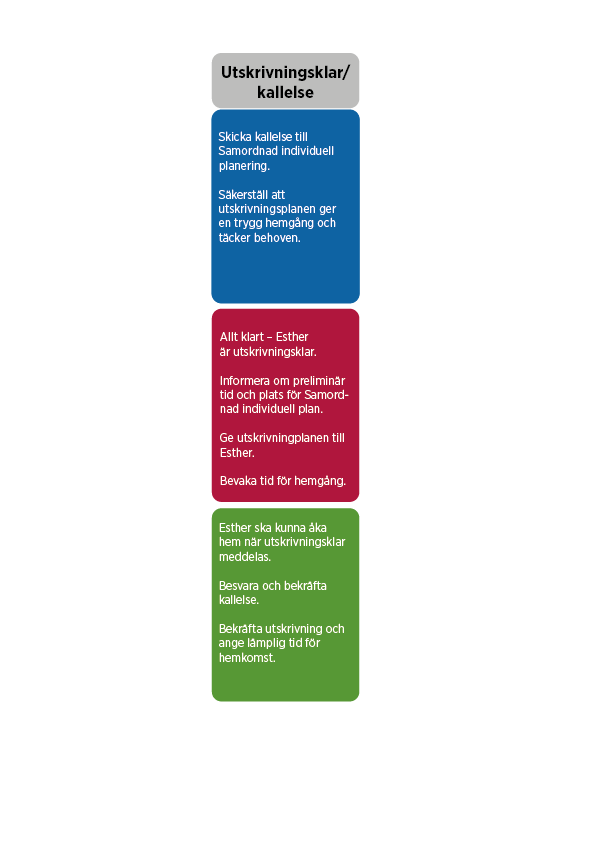 Utskrivningsklar/
kallelse
Skicka kallelse till
Samordnad individuell
planering.
Säkerställ att
utskrivningsplanen ger
en trygg hemgång och
täcker behoven.
Allt klart – Esther
är utskrivningsklar.
Informera om preliminär
tid och plats för Samord-
nad individuell plan.
Ge utskrivningplanen till
Esther.
Bevaka tid för hemgång.
Esther ska kunna åka
hem när utskrivningsklar
meddelas.
Besvara och bekräfta
kallelse.
Bekräfta utskrivning och
ange lämplig tid för
hemkomst.